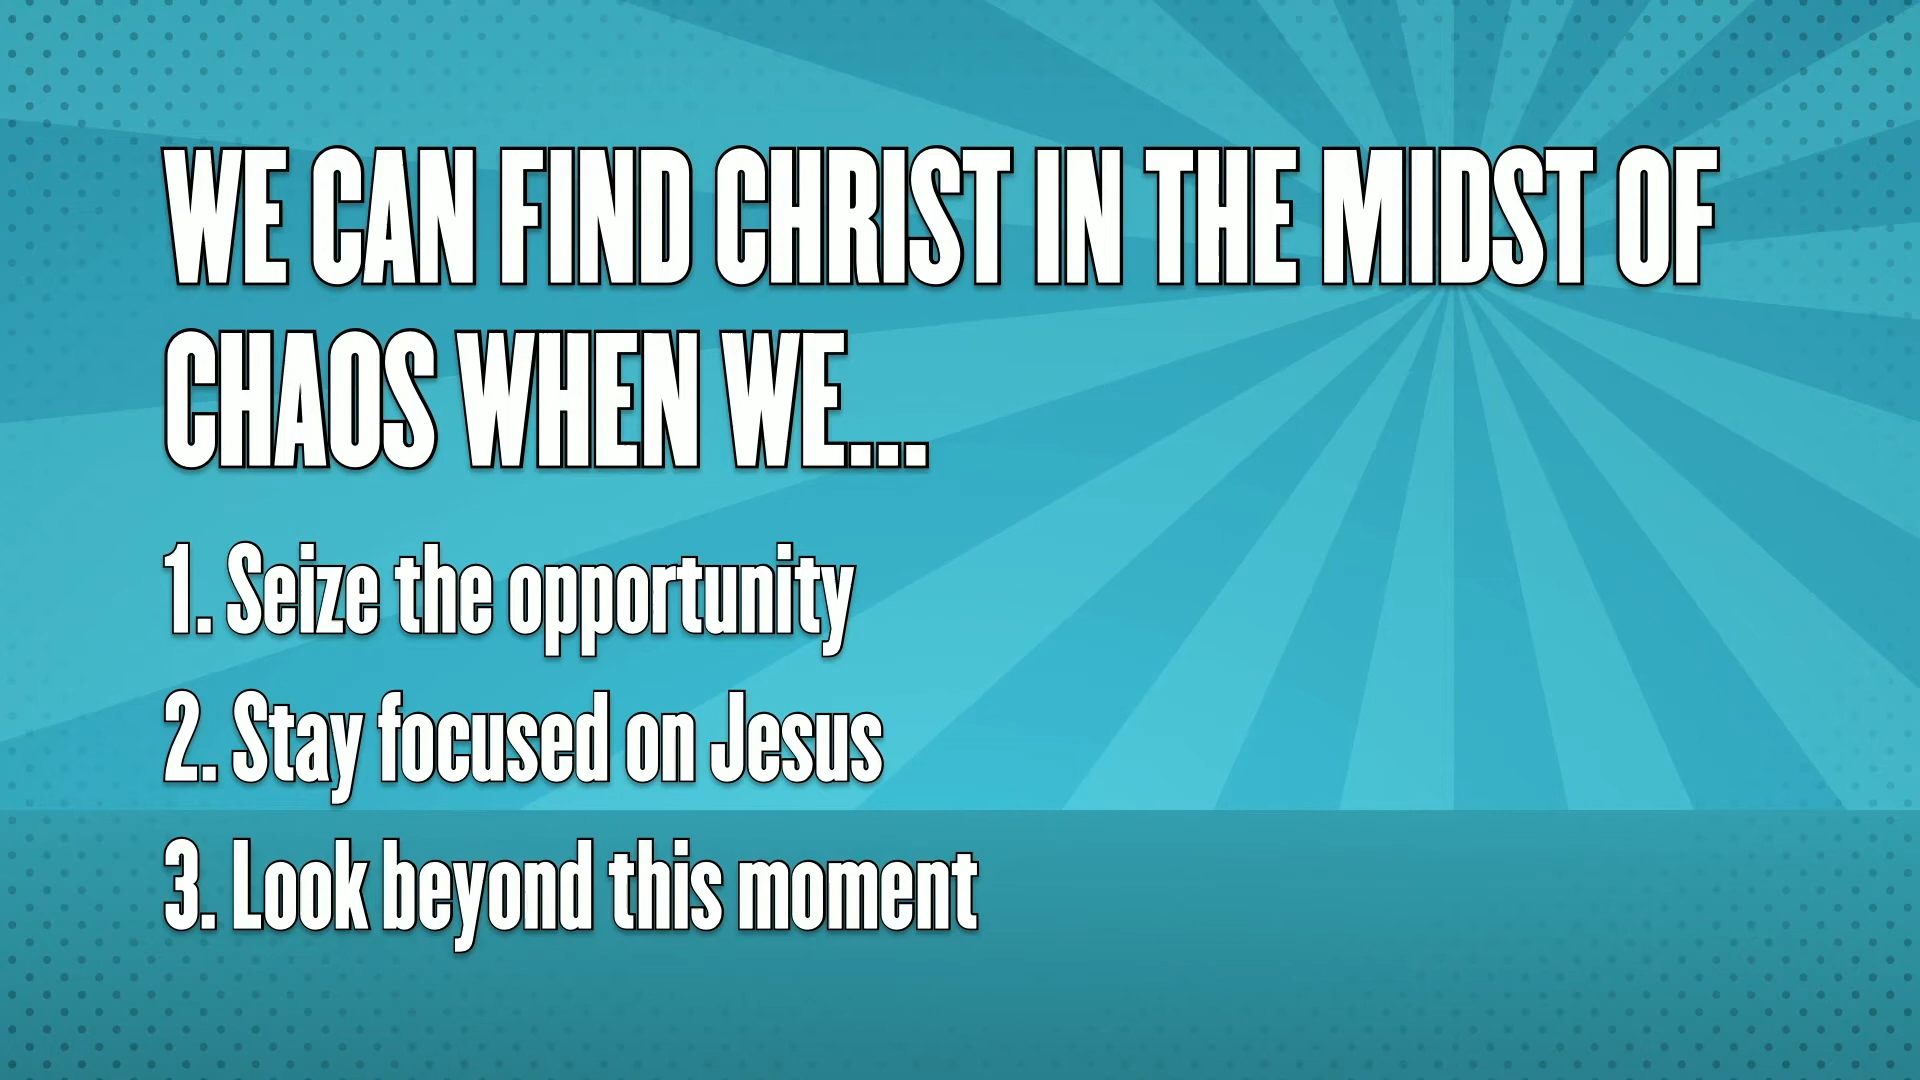 WE CAN FIND CHRIST IN THE MIDST OF
CHAOS WHEN WE...
1. Seize the opportunity
2. Stay focused on Jesus
3. Look beyond this moment